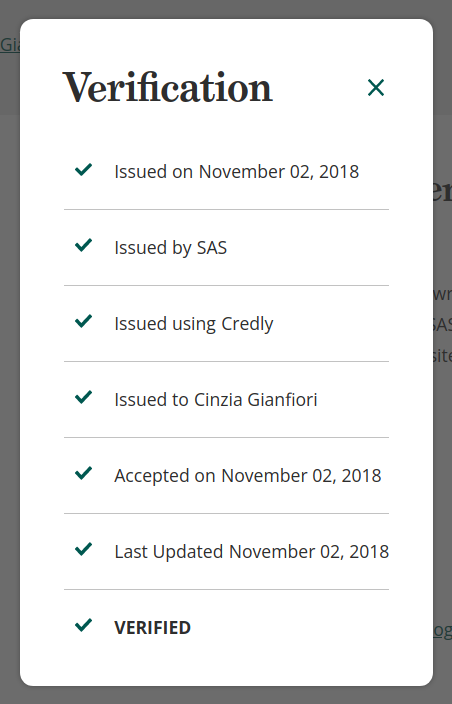 Verification
Issued on November 02, 2018
Issued by SAS
Issued using Credly
Issued to Cinzia Gianfiori
Accepted on November 02, 2018
Last Updated November 02, 2018
VERIFIED